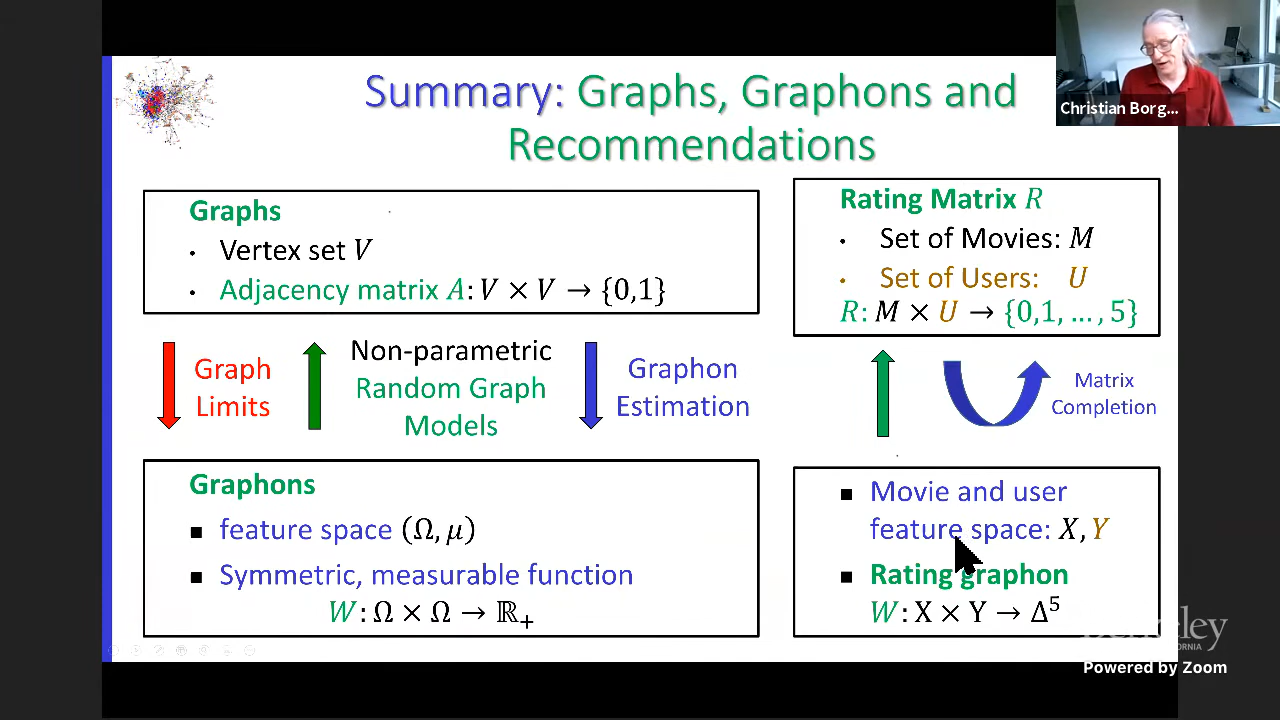 Summary: Graphs, Graphons and
Recommendations
Christian Borg...
Graphs
• Vertex set V
• Adjacency matrix A: V × V → {0,1}
Rating Matrix R
• Set of Movies: M
• Set of Users: U
R: M × U → {0,1, ..., 5}
Graph
Limits
Non-parametric
Random Graph
Models
Graphon
Estimation
Matrix
Completion
Graphons
■ feature space (Ω, μ)
■ Symmetric, measurable function
W: Ω × Ω → ℝ₊
■ Movie and user
feature space: X, Y
■ Rating graphon
W: X × Y → Δ⁵
Berkeley
Powered by Zoom